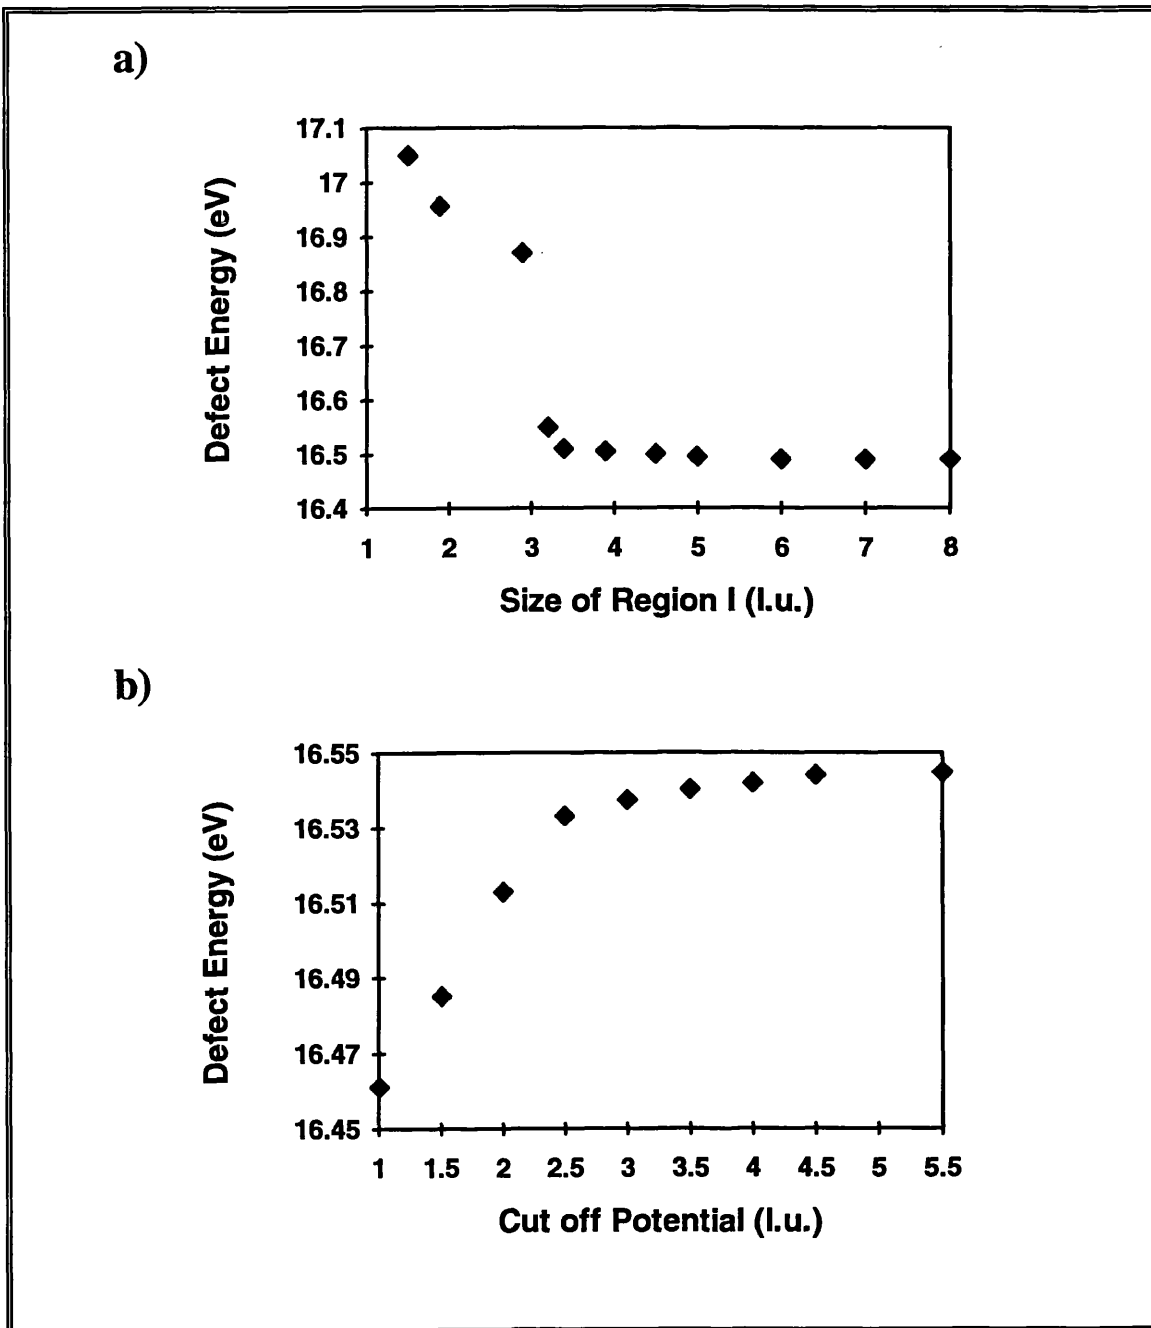 a)
17.1
17
16.9
16.8
16.7
16.6
16.5
16.4
Defect Energy (eV)
1 2 3 4 5 6 7 8
Size of Region I (l.u.)
b)
16.55
16.53
16.51
16.49
16.47
16.45
Defect Energy (eV)
1 1.5 2 2.5 3 3.5 4 4.5 5 5.5
Cut off Potential (l.u.)